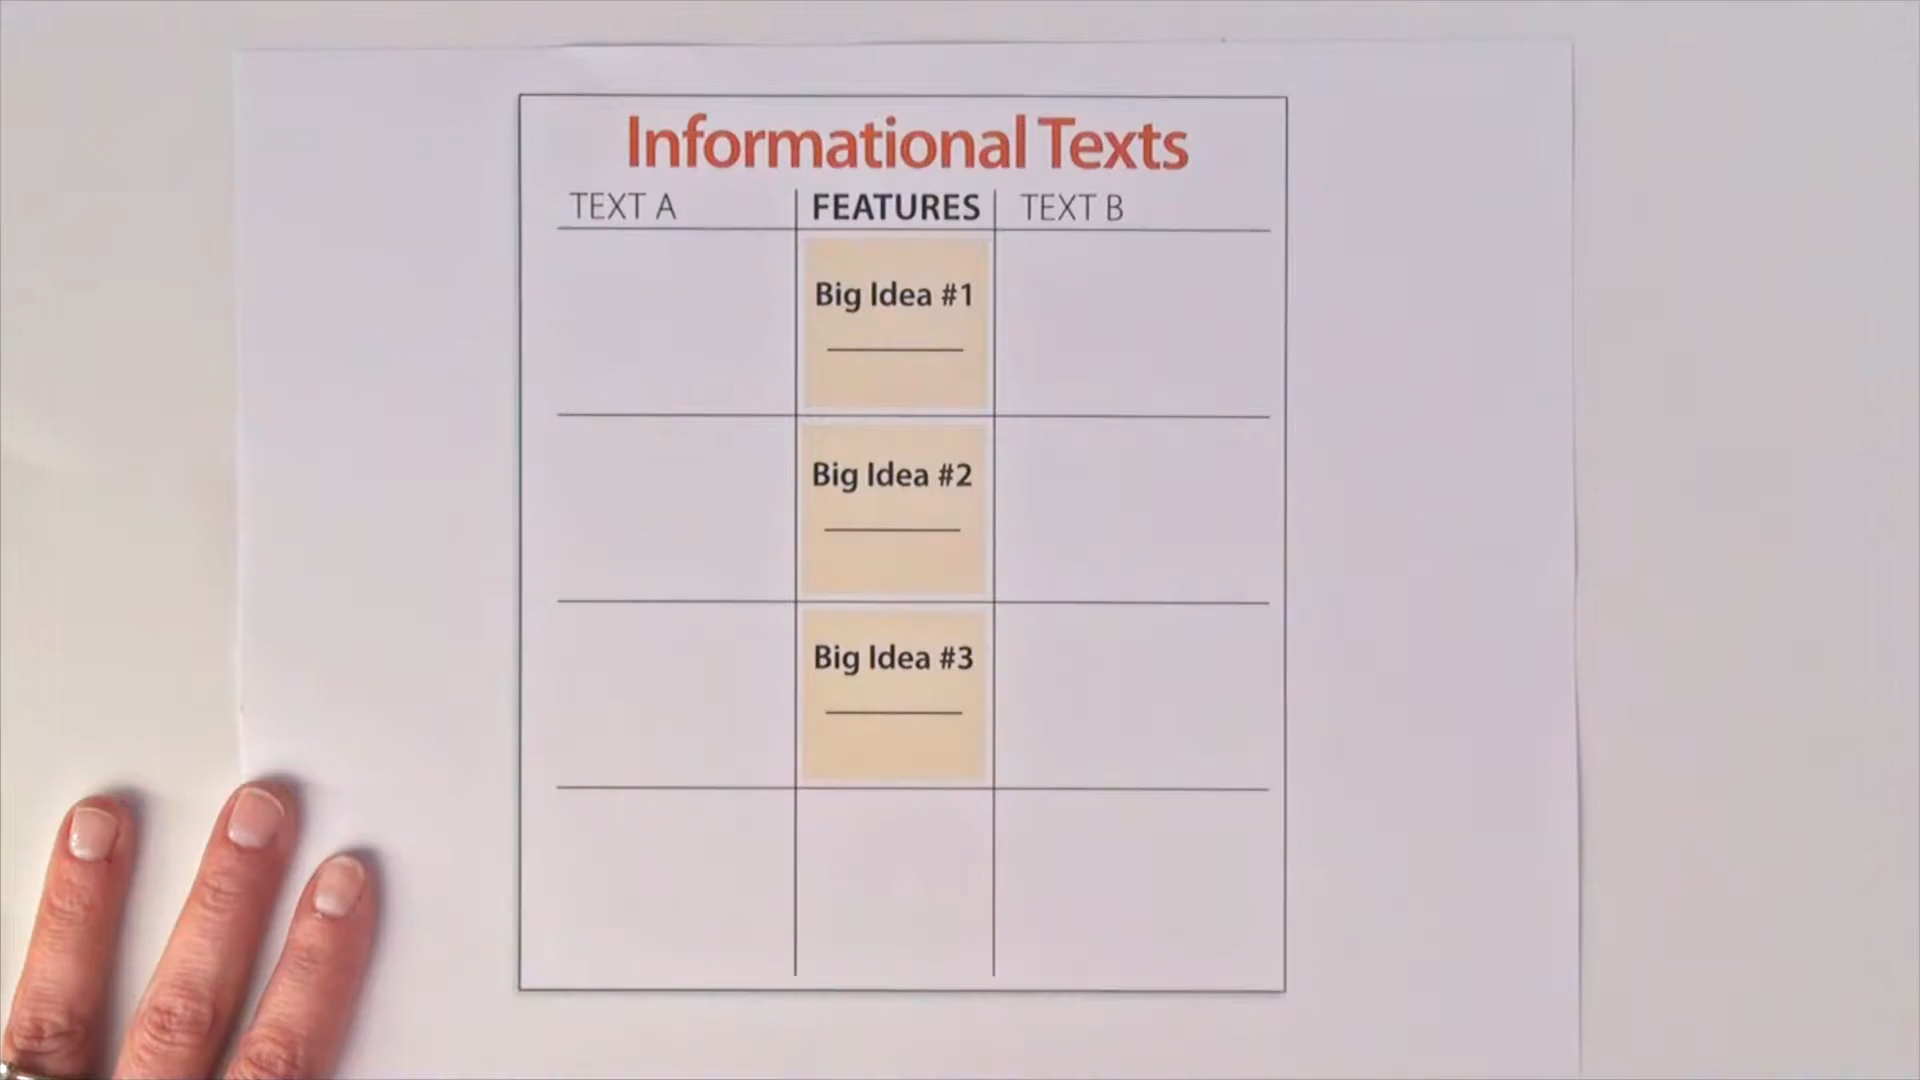 Informational Texts
TEXT A FEATURES TEXT B
Big Idea #1
Big Idea #2
Big Idea #3